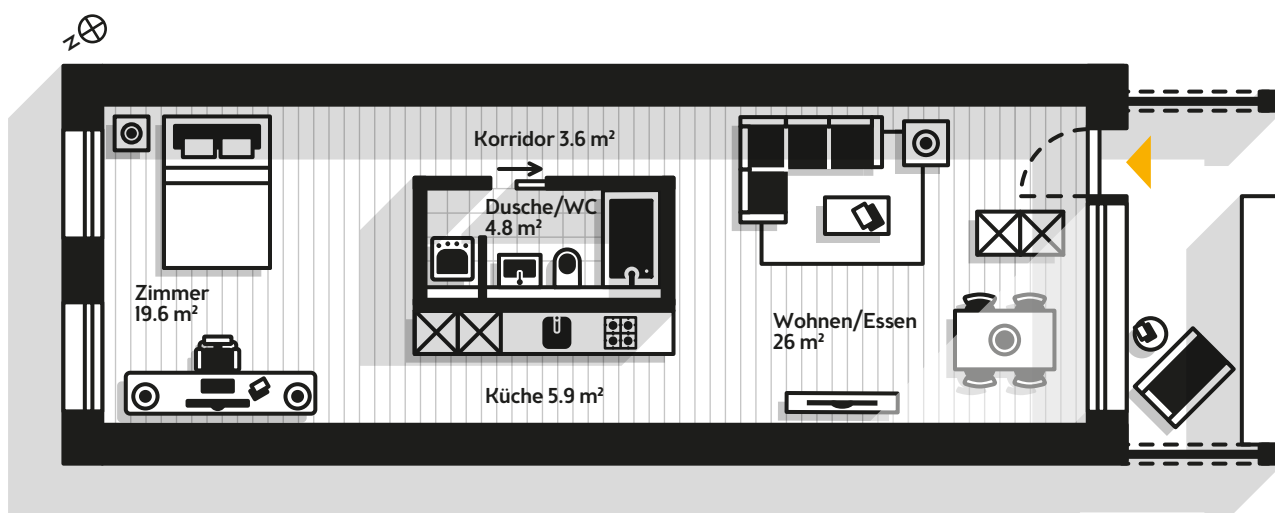 N
Korridor 3.6 m²
Dusche/WC
4.8 m²
Zimmer
19.6 m²
Wohnen/Essen
26 m²
Küche 5.9 m²